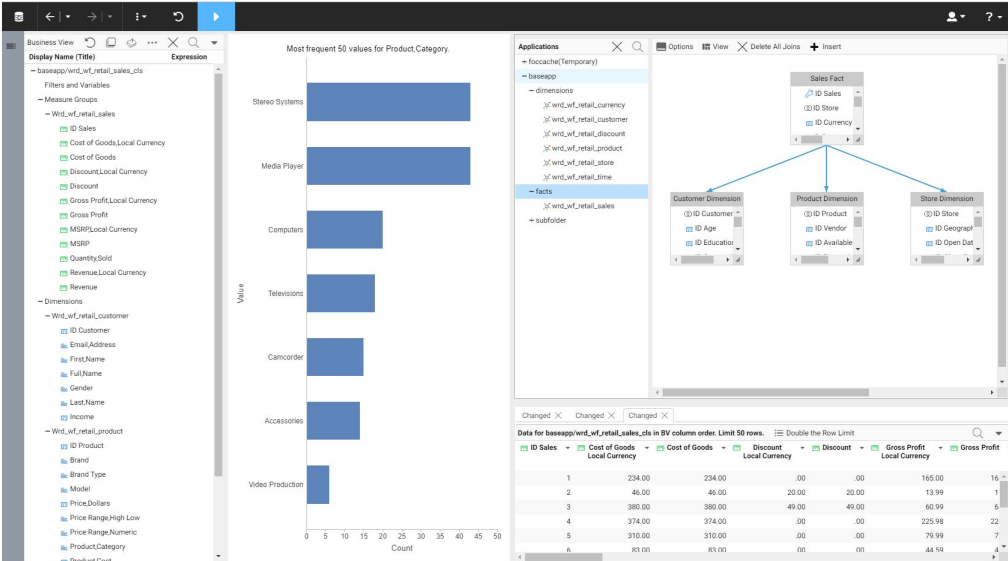 Business View
Display Name (Title) Expression
baseapp/wrd_wf_retail_sales_cls
Filters and Variables
Measure Groups
Wrd_wf_retail_sales
ID Sales
Cost of Goods,Local Currency
Cost of Goods
Discount,Local Currency
Discount
Gross Profit,Local Currency
Gross Profit
MSRP,Local Currency
MSRP
Quantity,Sold
Revenue,Local Currency
Revenue
Dimensions
Wrd_wf_retail_customer
ID Customer
Email,Address
First,Name
Full,Name
Gender
Last,Name
Income
Wrd_wf_retail_product
ID Product
Brand
Brand Type
Model
Price,Dollars
Price Range,High Low
Price Range,Numeric
Product,Category
Product Cost
Most frequent 50 values for Product,Category.
Value
Stereo Systems
Media Player
Computers
Televisions
Camcorder
Accessories
Video Production
0 5 10 15 20 25 30 35 40 45 50
Count
Applications
foccache(Temporary)
baseapp
dimensions
wrd_wf_retail_currency
wrd_wf_retail_customer
wrd_wf_retail_discount
wrd_wf_retail_product
wrd_wf_retail_store
wrd_wf_retail_time
facts
wrd_wf_retail_sales
subfolder
Options View Delete All Joins Insert
Sales Fact
ID Sales
ID Store
ID Currency
Customer Dimension
ID Customer
ID Age
ID Education
Product Dimension
ID Product
ID Vendor
ID Available
Store Dimension
ID Store
ID Geograph
ID Open Dat
Changed Changed Changed
Data for baseapp/wrd_wf_retail_sales_cls in BV column order. Limit 50 rows. Double the Row Limit
ID Sales Cost of Goods Cost of Goods Discount Discount Gross Profit Gross Profit
Local Currency Local Currency Local Currency
1 234.00 234.00 .00 .00 165.00 16
2 46.00 46.00 20.00 20.00 13.99 1
3 380.00 380.00 49.00 49.00 60.99 6
4 374.00 374.00 .00 .00 225.98 22
5 310.00 310.00 .00 .00 79.99 7
6 83.00 83.00 .00 .00 44.59 4